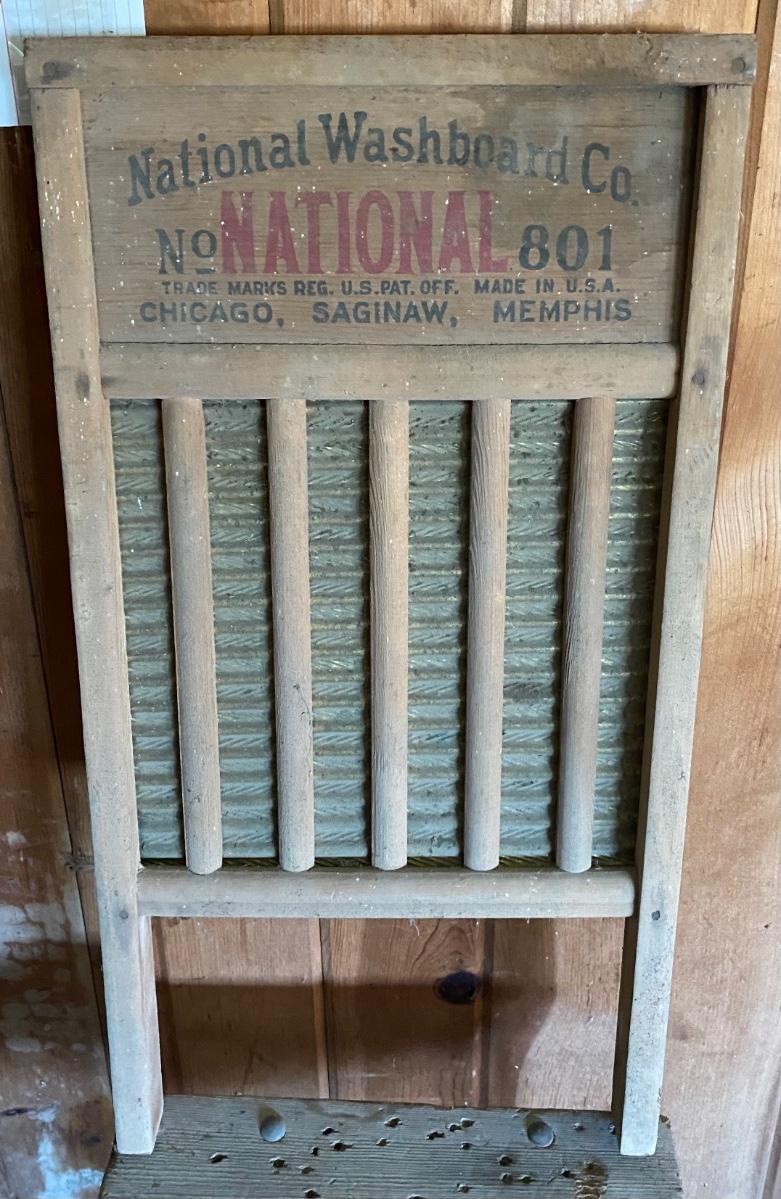 National Washboard Co.
No NATIONAL 801
TRADE MARKS REG. U.S. PAT. OFF. MADE IN U.S.A.
CHICAGO, SAGINAW, MEMPHIS